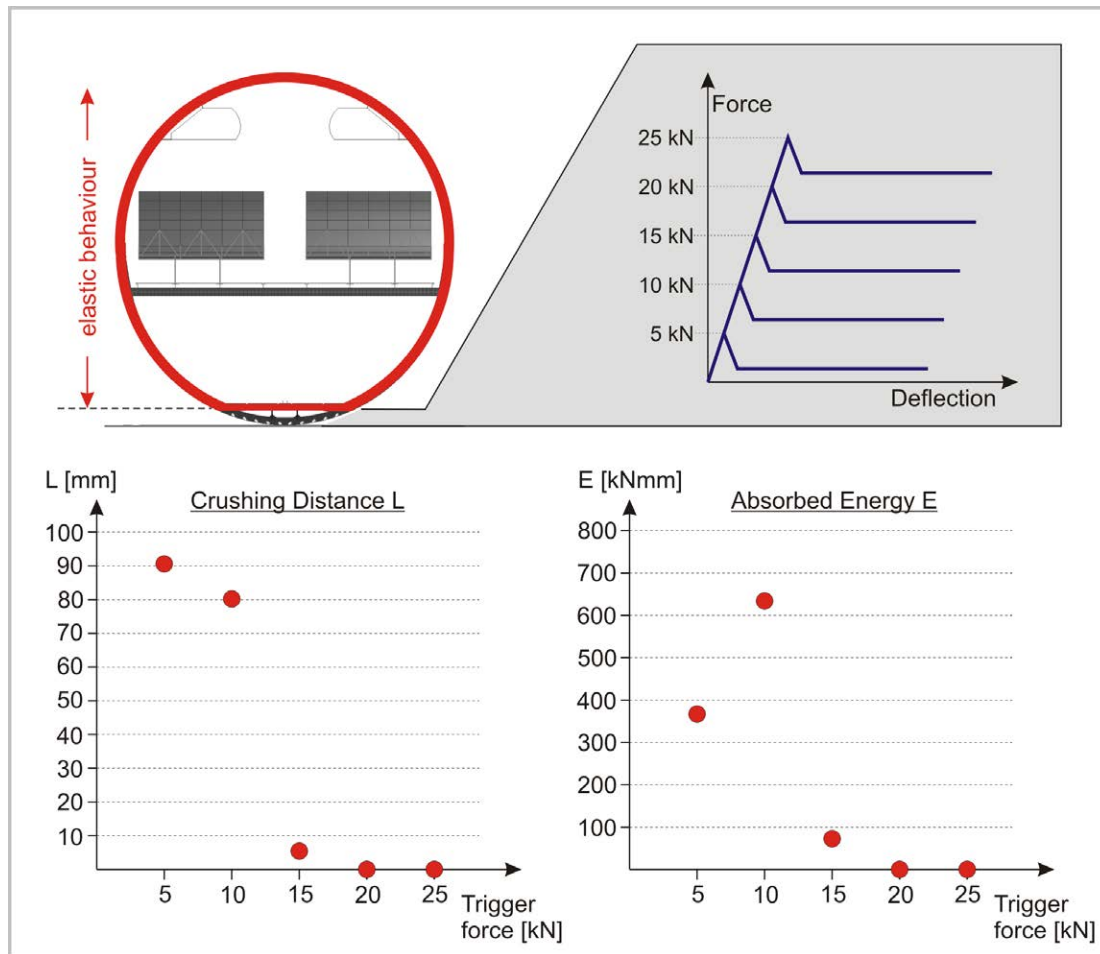 elastic behaviour
Force
25 kN
20 kN
15 kN
10 kN
5 kN
Deflection
L [mm]
Crushing Distance L
100
90
80
70
60
50
40
30
20
10
5 10 15 20 25
Trigger
force [kN]
E [kNmm]
Absorbed Energy E
800
700
600
500
400
300
200
100
5 10 15 20 25
Trigger
force [kN]